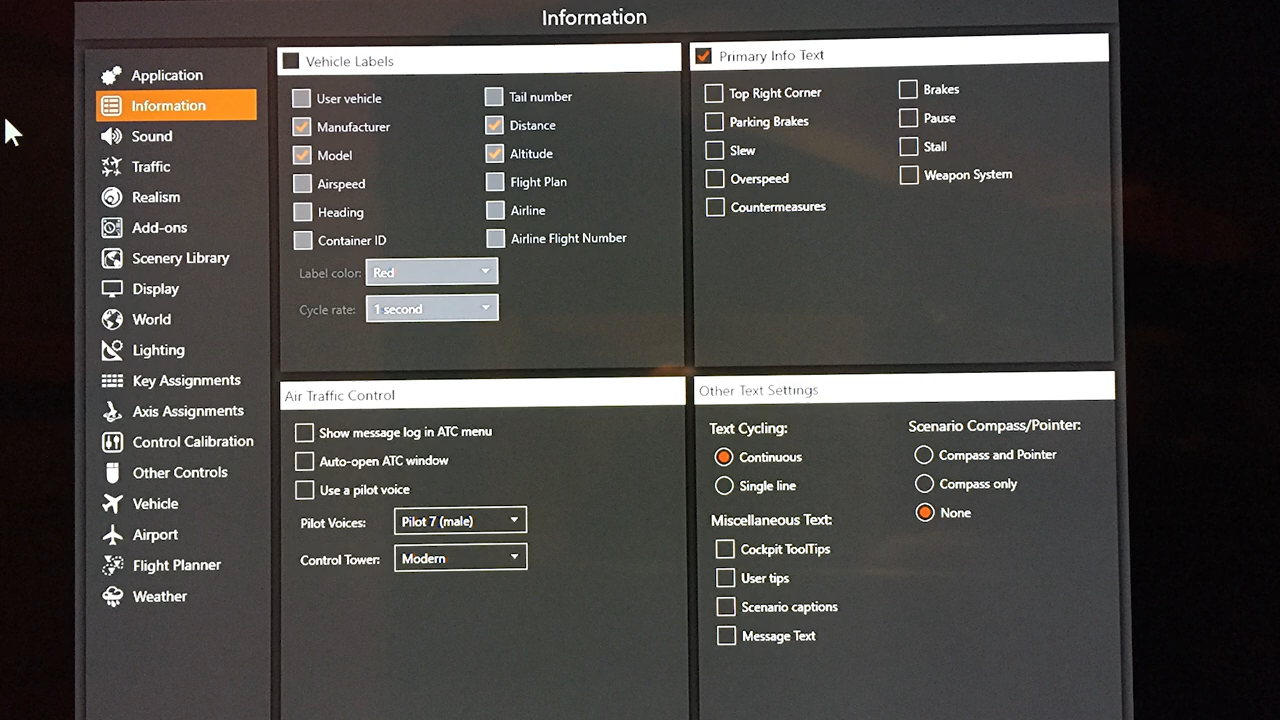 Information
Application
Information
Sound
Traffic
Realism
Add-ons
Scenery Library
Display
World
Lighting
Key Assignments
Axis Assignments
Control Calibration
Other Controls
Vehicle
Airport
Flight Planner
Weather
Vehicle Labels
User vehicle
Manufacturer
Model
Airspeed
Heading
Container ID
Tail number
Distance
Altitude
Flight Plan
Airline
Airline Flight Number
Label color: Red
Cycle rate: 1 second
Primary Info Text
Top Right Corner
Parking Brakes
Slew
Overspeed
Countermeasures
Brakes
Pause
Stall
Weapon System
Air Traffic Control
Show message log in ATC menu
Auto-open ATC window
Use a pilot voice
Pilot Voices: Pilot 7 (male)
Control Tower: Modern
Other Text Settings
Text Cycling:
Continuous
Single line
Miscellaneous Text:
Cockpit ToolTips
User tips
Scenario captions
Message Text
Scenario Compass/Pointer:
Compass and Pointer
Compass only
None